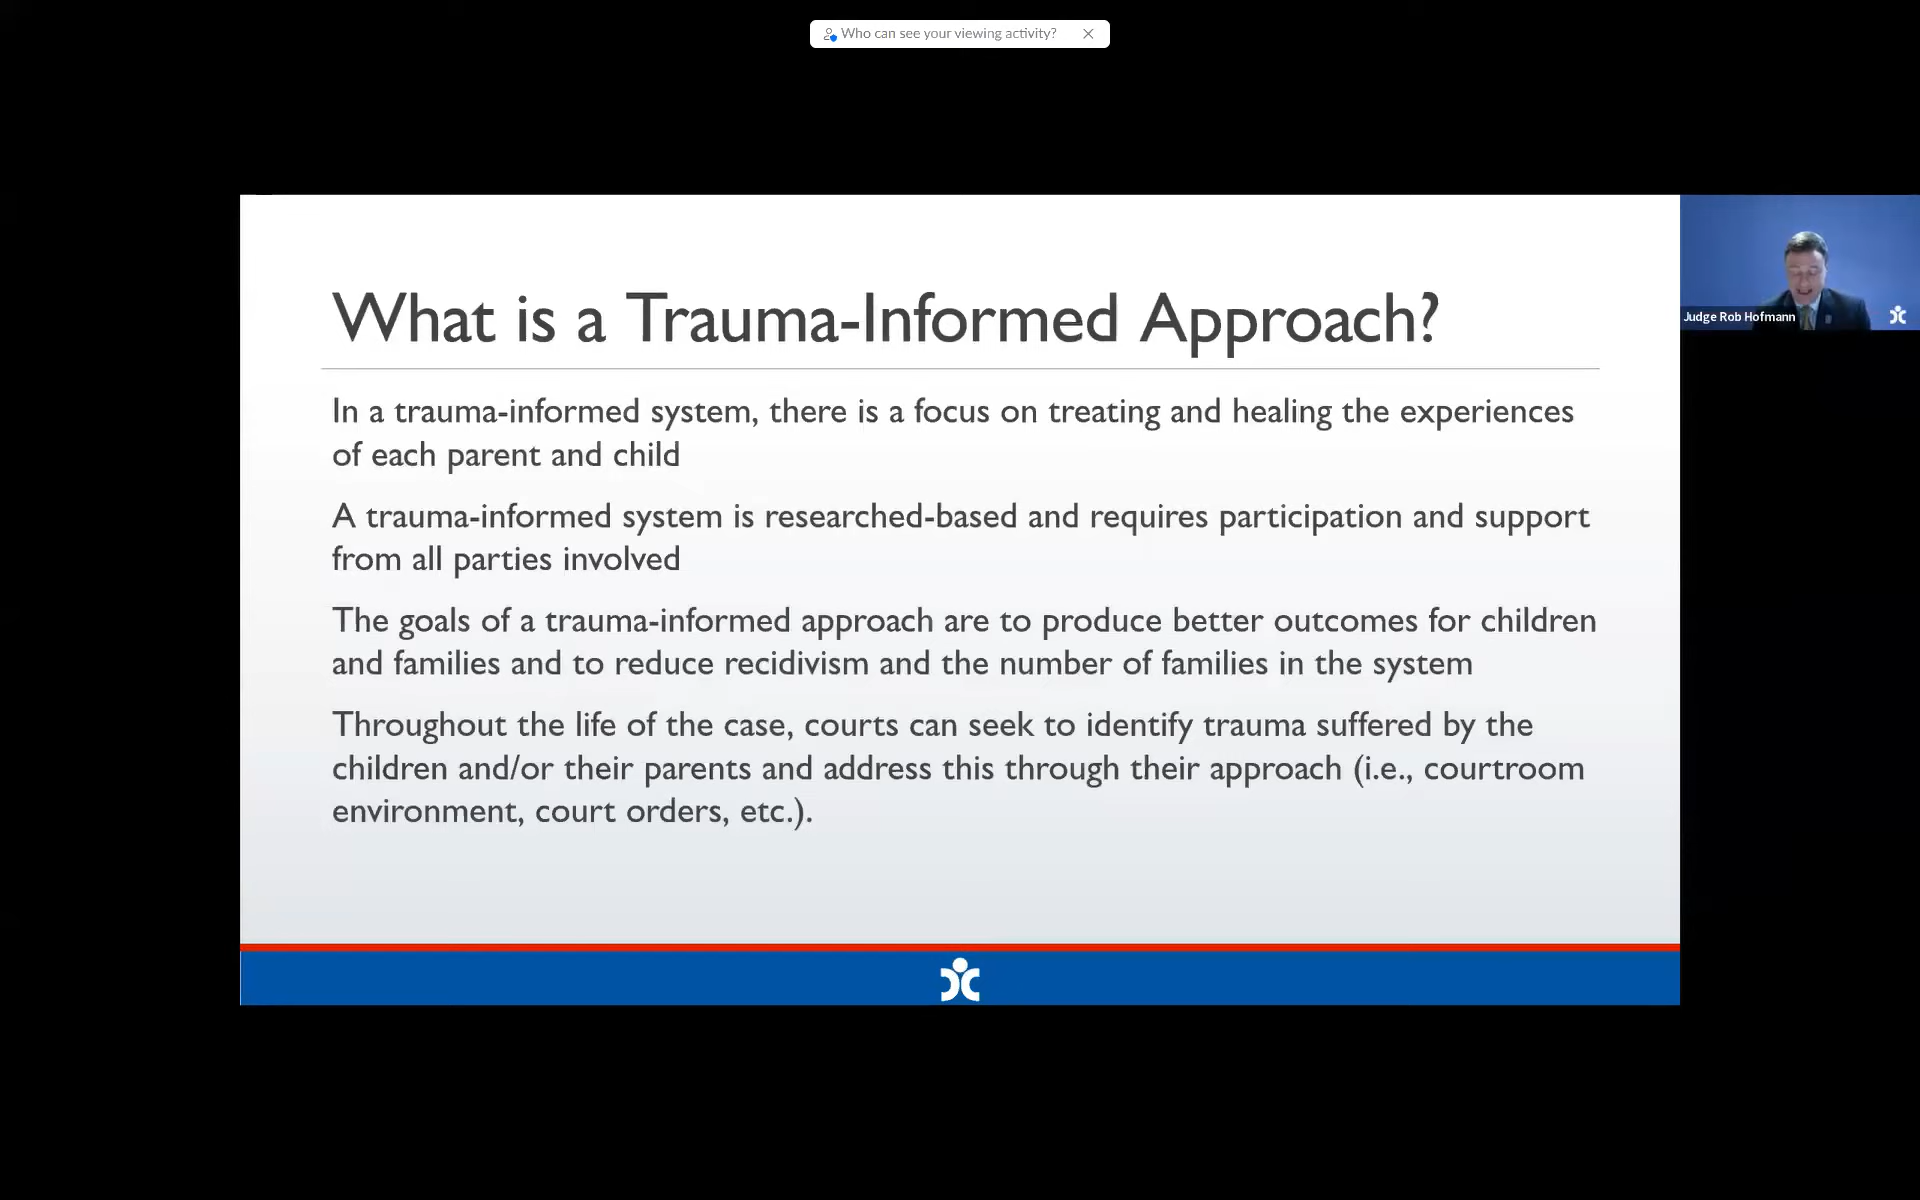 Who can see your viewing activity?
What is a Trauma-Informed Approach?
In a trauma-informed system, there is a focus on treating and healing the experiences
of each parent and child
A trauma-informed system is researched-based and requires participation and support
from all parties involved
The goals of a trauma-informed approach are to produce better outcomes for children
and families and to reduce recidivism and the number of families in the system
Throughout the life of the case, courts can seek to identify trauma suffered by the
children and/or their parents and address this through their approach (i.e., courtroom
environment, court orders, etc.).
Judge Rob Hofmann